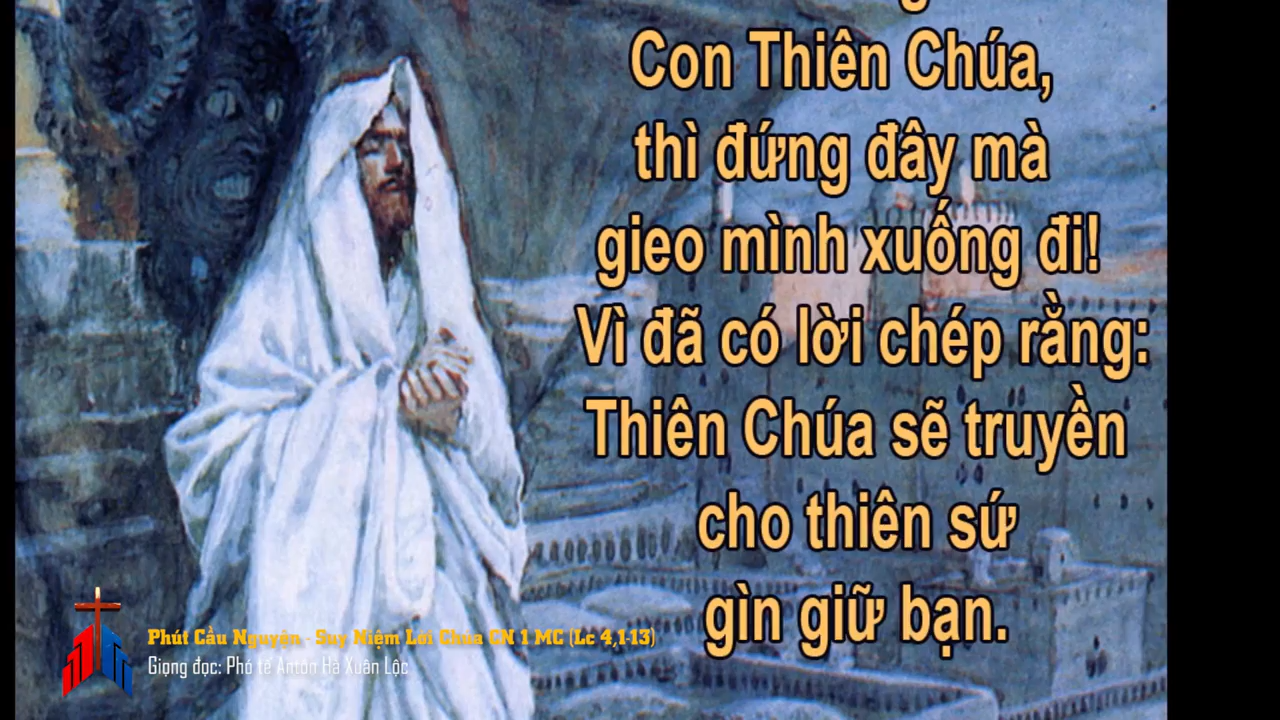 Con Thiên Chúa,
thì đứng đây mà
gieo mình xuống đi!
Vì đã có lời chép rằng:
Thiên Chúa sẽ truyền
cho thiên sứ
gìn giữ bạn.
Phút Cầu Nguyện - Suy Niệm Lời Chúa CN 1 MC (Lc 4,1-13)
Giọng đọc: Phó tế Antôn Hà Xuân Lộc